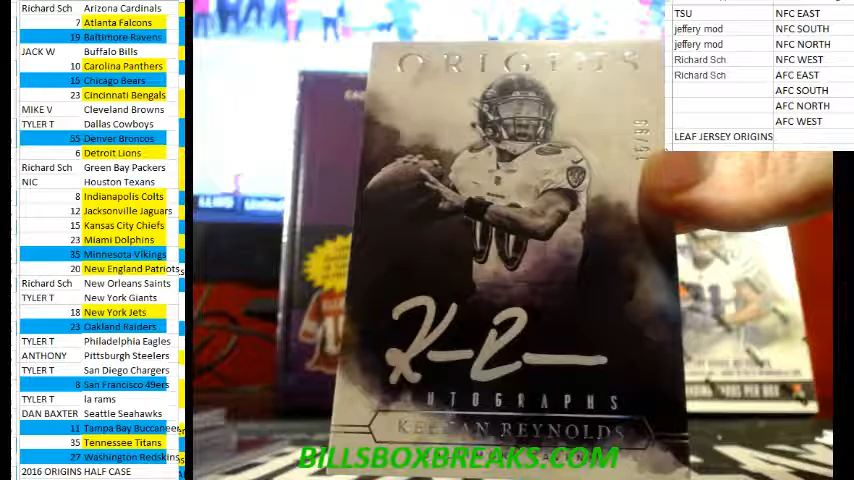 Richard Sch Arizona Cardinals
7 Atlanta Falcons
19 Baltimore Ravens
JACK W Buffalo Bills
10 Carolina Panthers
15 Chicago Bears
23 Cincinnati Bengals
MIKE V Cleveland Browns
TYLER T Dallas Cowboys
55 Denver Broncos
6 Detroit Lions
Richard Sch Green Bay Packers
NIC Houston Texans
8 Indianapolis Colts
12 Jacksonville Jaguars
15 Kansas City Chiefs
23 Miami Dolphins
35 Minnesota Vikings
20 New England Patriots
Richard Sch New Orleans Saints
TYLER T New York Giants
18 New York Jets
23 Oakland Raiders
TYLER T Philadelphia Eagles
ANTHONY Pittsburgh Steelers
TYLER T San Diego Chargers
8 San Francisco 49ers
TYLER T la rams
DAN BAXTER Seattle Seahawks
11 Tampa Bay Buccaneer
35 Tennessee Titans
27 Washington Redskins
2016 ORIGINS HALF CASE
TSU NFC EAST
jeffery mod NFC SOUTH
jeffery mod NFC NORTH
Richard Sch NFC WEST
Richard Sch AFC EAST
AFC SOUTH
AFC NORTH
AFC WEST
LEAF JERSEY ORIGINS
ORIGINS
15/99
AUTOGRAPHS
KEENAN REYNOLDS
BILLSBOXBREAKS.COM